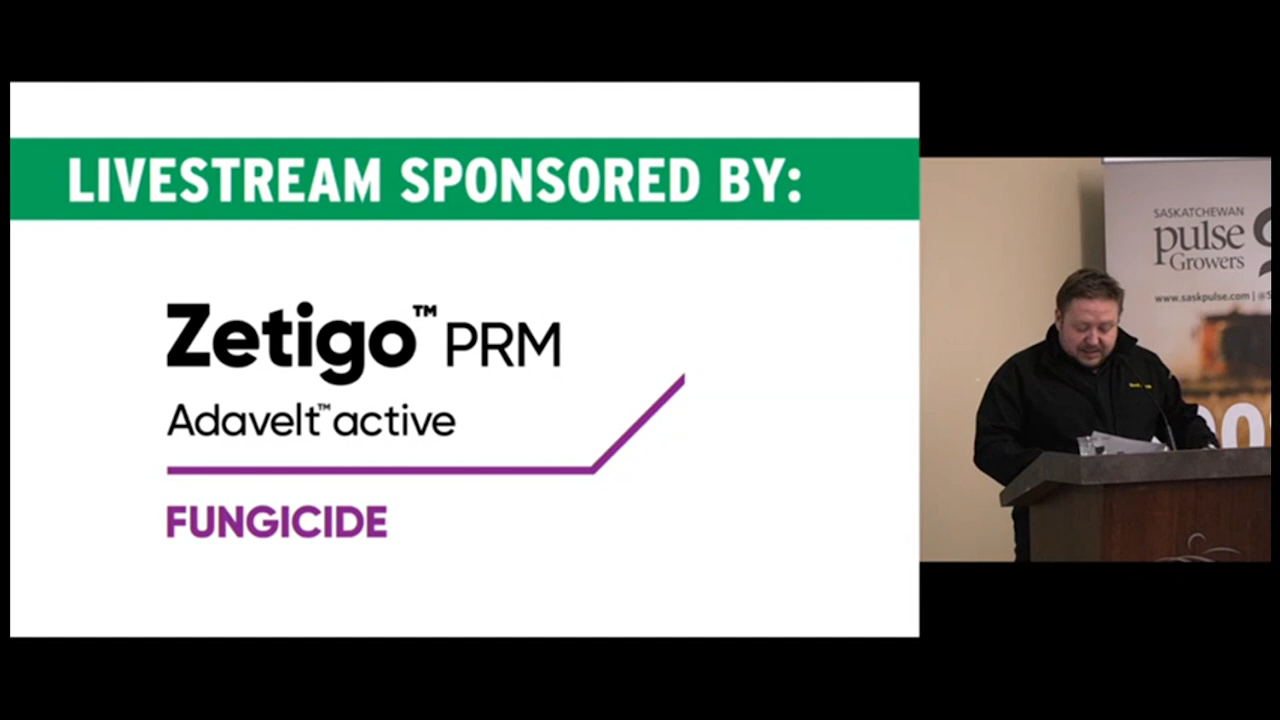 LIVESTREAM SPONSORED BY:
Zetigo™ PRM
Adavelt™ active
FUNGICIDE
SASKATCHEWAN
pulse
Growers
www.saskpulse.com | @S